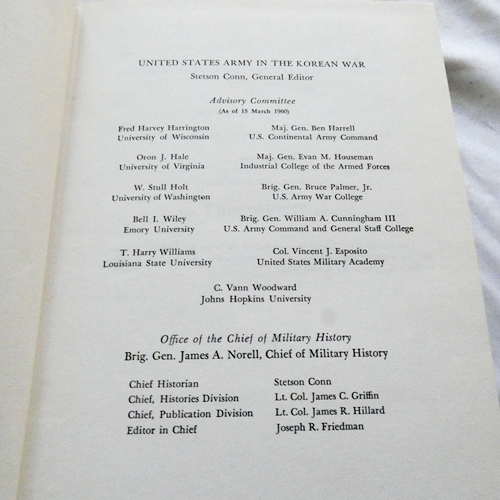 UNITED STATES ARMY IN THE KOREAN WAR
Stetson Conn, General Editor
Advisory Committee
(As of 15 March 1960)
Fred Harvey Harrington
University of Wisconsin
Maj. Gen. Ben Harrell
U.S. Continental Army Command
Oron J. Hale
University of Virginia
Maj. Gen. Evan M. Houseman
Industrial College of the Armed Forces
W. Stull Holt
University of Washington
Brig. Gen. Bruce Palmer, Jr.
U.S. Army War College
Bell I. Wiley
Emory University
Brig. Gen. William A. Cunningham III
U.S. Army Command and General Staff College
T. Harry Williams
Louisiana State University
Col. Vincent J. Esposito
United States Military Academy
C. Vann Woodward
Johns Hopkins University
Office of the Chief of Military History
Brig. Gen. James A. Norell, Chief of Military History
Chief Historian Stetson Conn
Chief, Histories Division Lt. Col. James C. Griffin
Chief, Publication Division Lt. Col. James R. Hillard
Editor in Chief Joseph R. Friedman